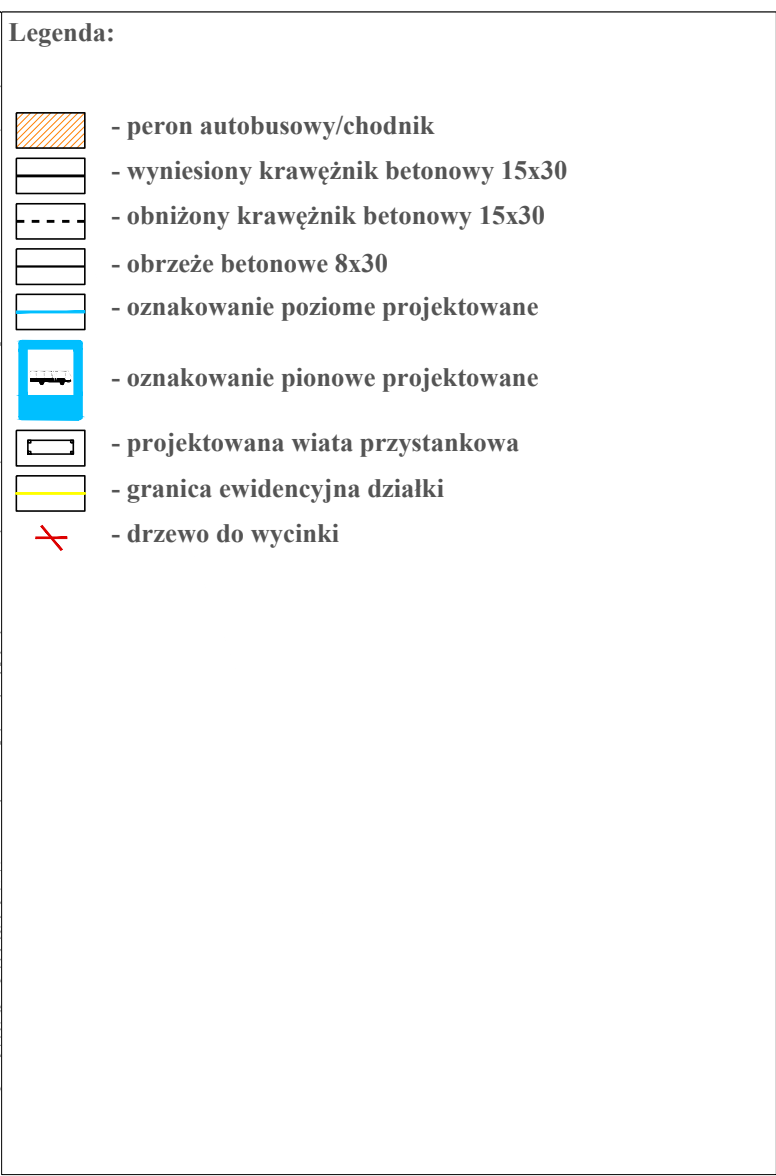 Legenda:
- peron autobusowy/chodnik
- wyniesiony krawężnik betonowy 15x30
- obniżony krawężnik betonowy 15x30
- obrzeże betonowe 8x30
- oznakowanie poziome projektowane
- oznakowanie pionowe projektowane
- projektowana wiata przystankowa
- granica ewidencyjna działki
- drzewo do wycinki